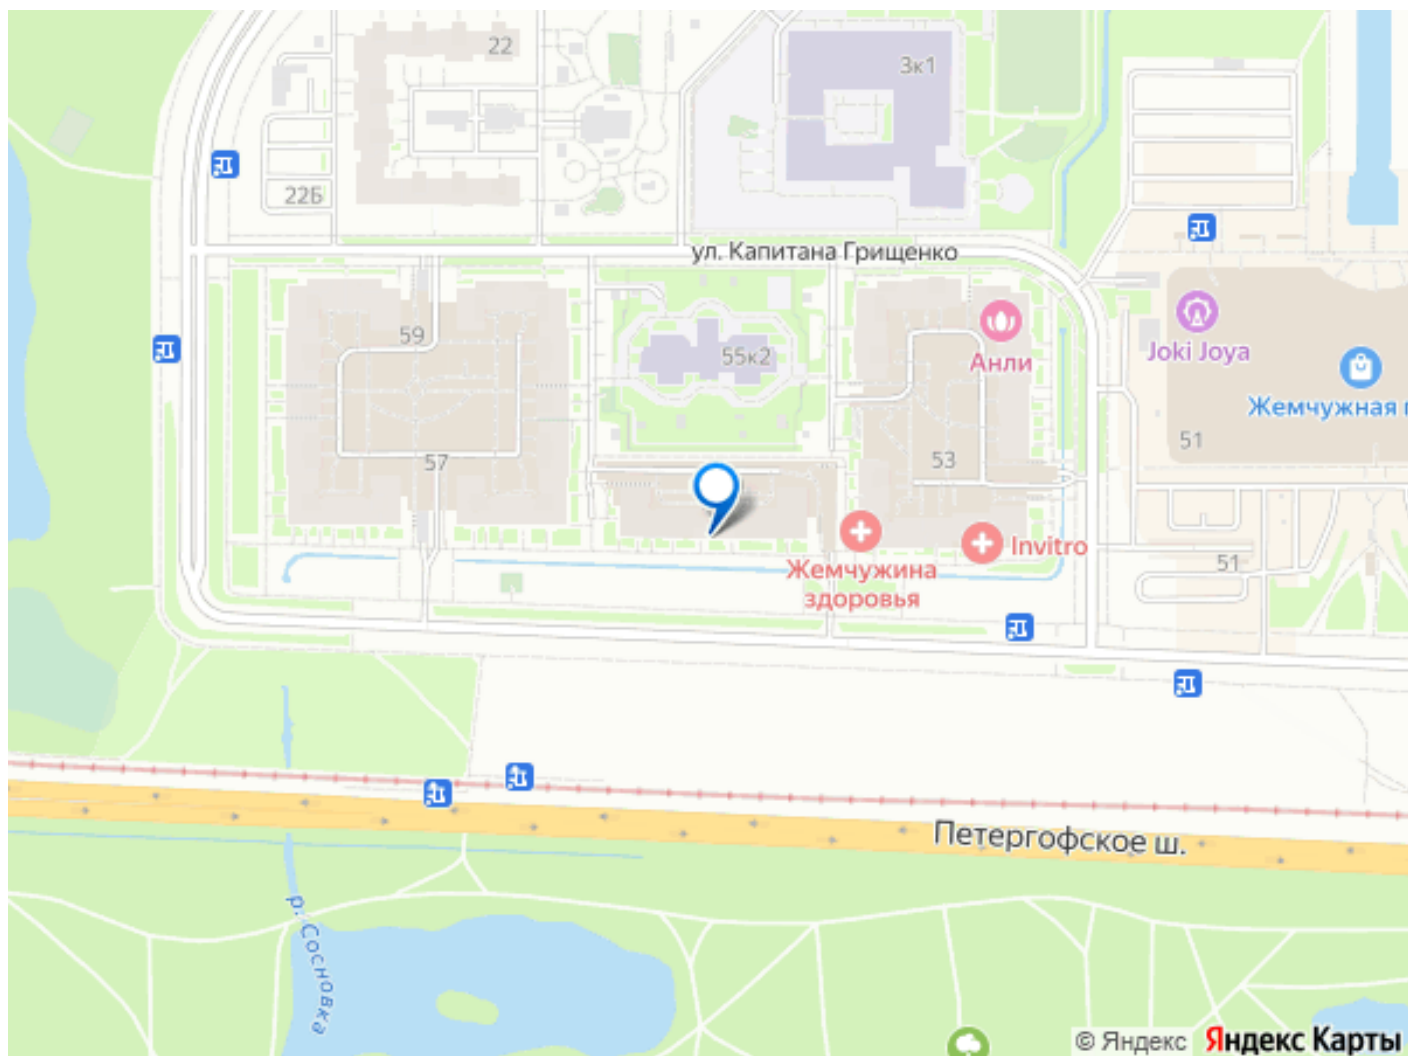 22
3к1
22Б
ул. Капитана Грищенко
59
55к2
Анли
Joki Joya
Жемчужная п
51
57
53
Invitro
Жемчужина
здоровья
51
Петергофское ш.
р. Сосновка
© Яндекс Яндекс Карты